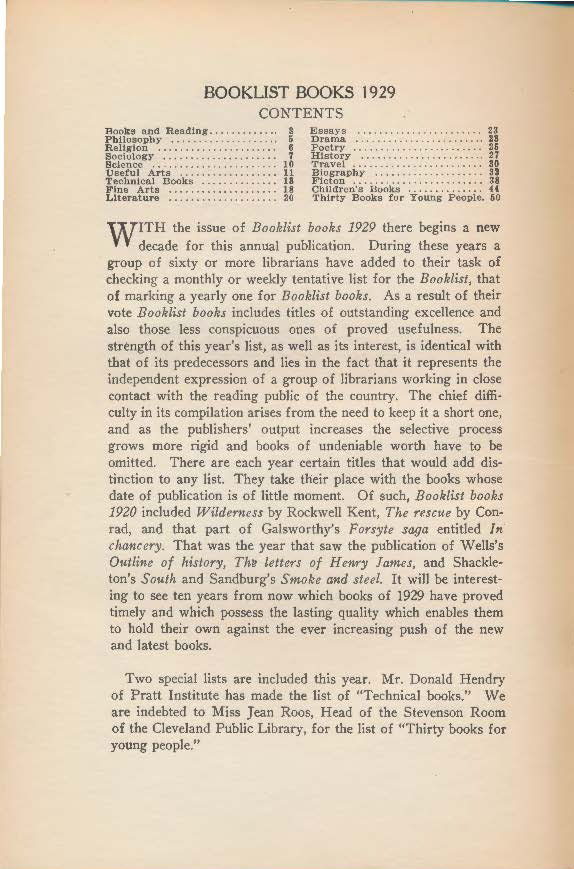 BOOKLIST BOOKS 1929
CONTENTS
Books and Reading............ 3
Philosophy ................... 5
Religion ..................... 6
Sociology .................... 7
Science ...................... 10
Useful Arts .................. 11
Technical Books .............. 13
Fine Arts .................... 18
Literature ................... 20
Essays ....................... 23
Drama ........................ 23
Poetry ....................... 25
History ...................... 27
Travel ....................... 30
Biography .................... 33
Ficton ....................... 38
Children's Books ............. 44
Thirty Books for Young People. 50
WITH the issue of Booklist books 1929 there begins a new
decade for this annual publication. During these years a
group of sixty or more librarians have added to their task of
checking a monthly or weekly tentative list for the Booklist, that
of marking a yearly one for Booklist books. As a result of their
vote Booklist books includes titles of outstanding excellence and
also those less conspicuous ones of proved usefulness. The
strength of this year's list, as well as its interest, is identical with
that of its predecessors and lies in the fact that it represents the
independent expression of a group of librarians working in close
contact with the reading public of the country. The chief diffi-
culty in its compilation arises from the need to keep it a short one,
and as the publishers' output increases the selective process
grows more rigid and books of undeniable worth have to be
omitted. There are each year certain titles that would add dis-
tinction to any list. They take their place with the books whose
date of publication is of little moment. Of such, Booklist books
1920 included Wilderness by Rockwell Kent, The rescue by Con-
rad, and that part of Galsworthy's Forsyte saga entitled In
chancery. That was the year that saw the publication of Wells's
Outline of history, The letters of Henry James, and Shackle-
ton's South and Sandburg's Smoke and steel. It will be interest-
ing to see ten years from now which books of 1929 have proved
timely and which possess the lasting quality which enables them
to hold their own against the ever increasing push of the new
and latest books.
Two special lists are included this year. Mr. Donald Hendry
of Pratt Institute has made the list of "Technical books." We
are indebted to Miss Jean Roos, Head of the Stevenson Room
of the Cleveland Public Library, for the list of "Thirty books for
young people."